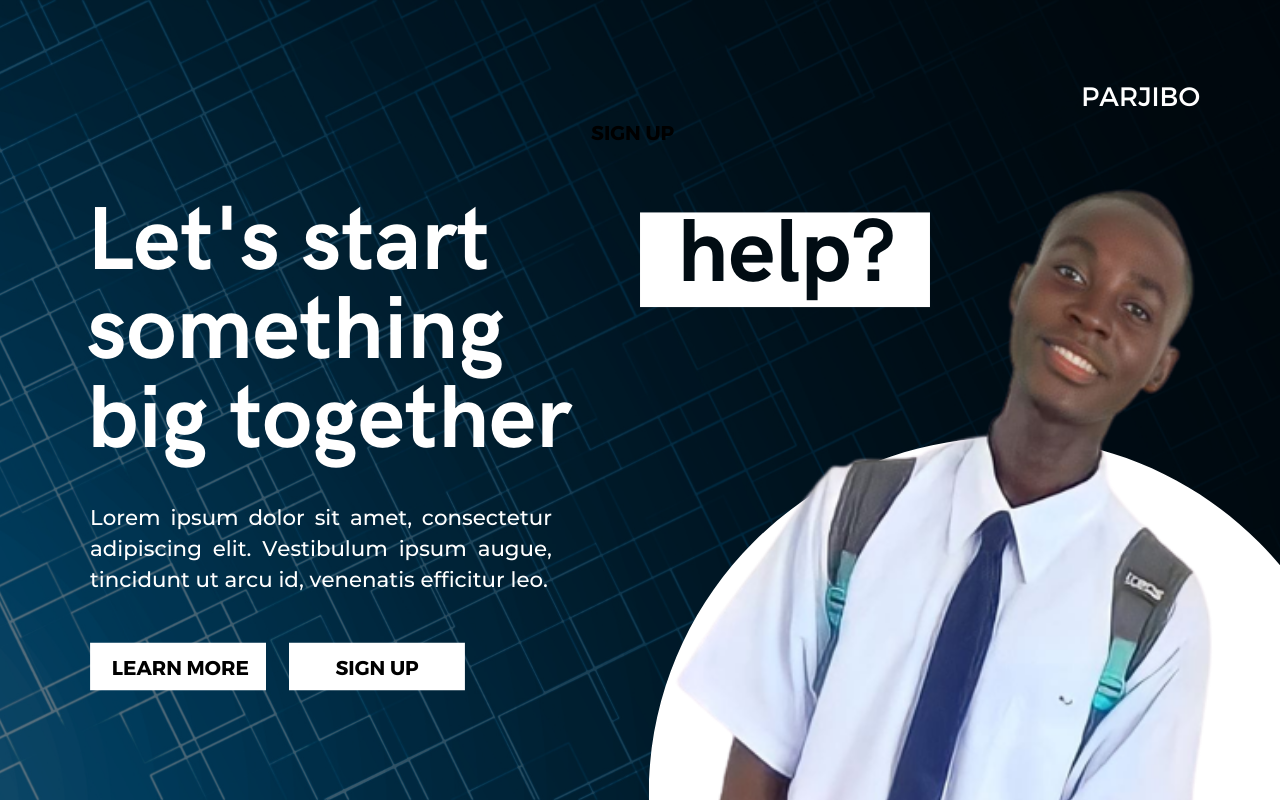 PARJIBO
SIGN UP
Let's start
something
big together
help?
Lorem ipsum dolor sit amet, consectetur
adipiscing elit. Vestibulum ipsum augue,
tincidunt ut arcu id, venenatis efficitur leo.
LEARN MORE
SIGN UP